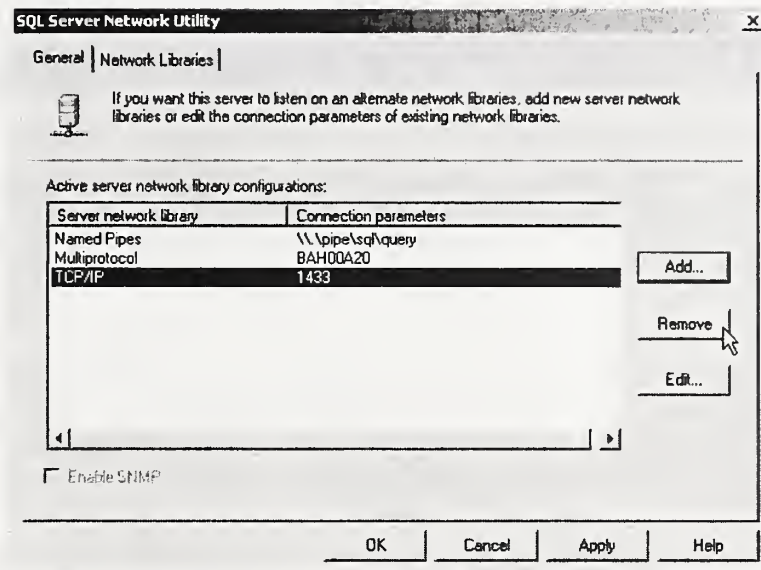 SQL Server Network Utility
General Network Libraries
If you want this server to listen on an alternate network libraries, add new server network
libraries or edit the connection parameters of existing network libraries.
Active server network library configurations:
Server network library Connection parameters
Named Pipes \\.\pipe\sql\query
Multiprotocol BAH00A20
TCP/IP 1433
Add...
Remove
Edit...
Enable SNMP
OK Cancel Apply Help